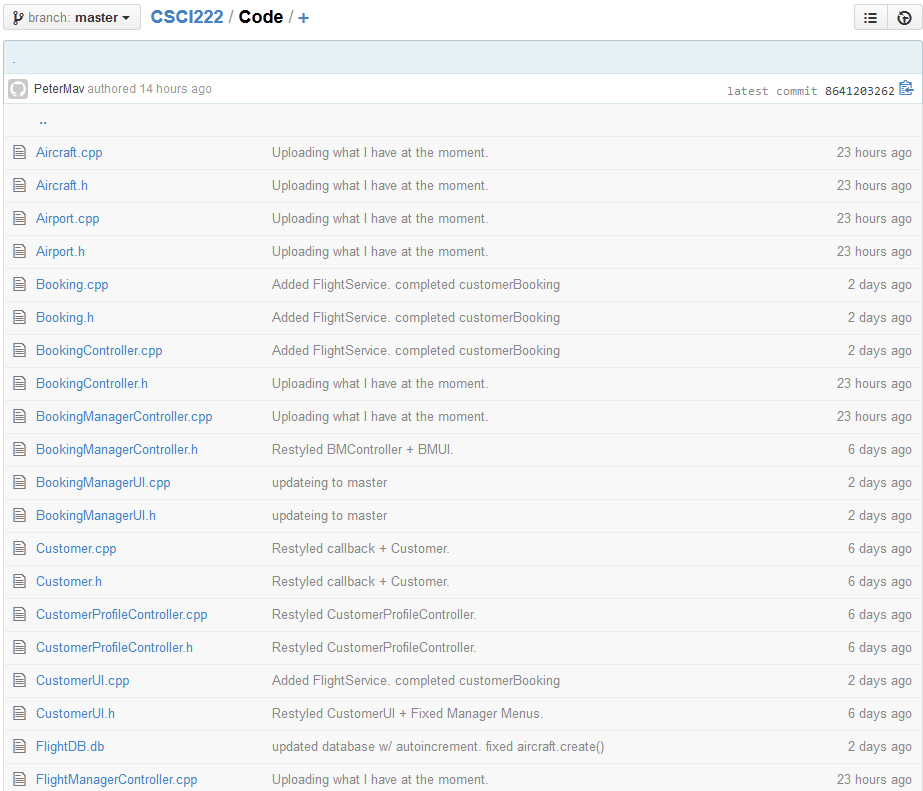 branch: master CSCI222 / Code / +
.
PeterMav authored 14 hours ago latest commit 8641203262
..
Aircraft.cpp Uploading what I have at the moment. 23 hours ago
Aircraft.h Uploading what I have at the moment. 23 hours ago
Airport.cpp Uploading what I have at the moment. 23 hours ago
Airport.h Uploading what I have at the moment. 23 hours ago
Booking.cpp Added FlightService. completed customerBooking 2 days ago
Booking.h Added FlightService. completed customerBooking 2 days ago
BookingController.cpp Added FlightService. completed customerBooking 2 days ago
BookingController.h Uploading what I have at the moment. 23 hours ago
BookingManagerController.cpp Uploading what I have at the moment. 23 hours ago
BookingManagerController.h Restyled BMController + BMUI. 6 days ago
BookingManagerUI.cpp updateing to master 2 days ago
BookingManagerUI.h updateing to master 2 days ago
Customer.cpp Restyled callback + Customer. 6 days ago
Customer.h Restyled callback + Customer. 6 days ago
CustomerProfileController.cpp Restyled CustomerProfileController. 6 days ago
CustomerProfileController.h Restyled CustomerProfileController. 6 days ago
CustomerUI.cpp Added FlightService. completed customerBooking 2 days ago
CustomerUI.h Restyled CustomerUI + Fixed Manager Menus. 6 days ago
FlightDB.db updated database w/ autoincrement. fixed aircraft.create() 2 days ago
FlightManagerController.cpp Uploading what I have at the moment. 23 hours ago